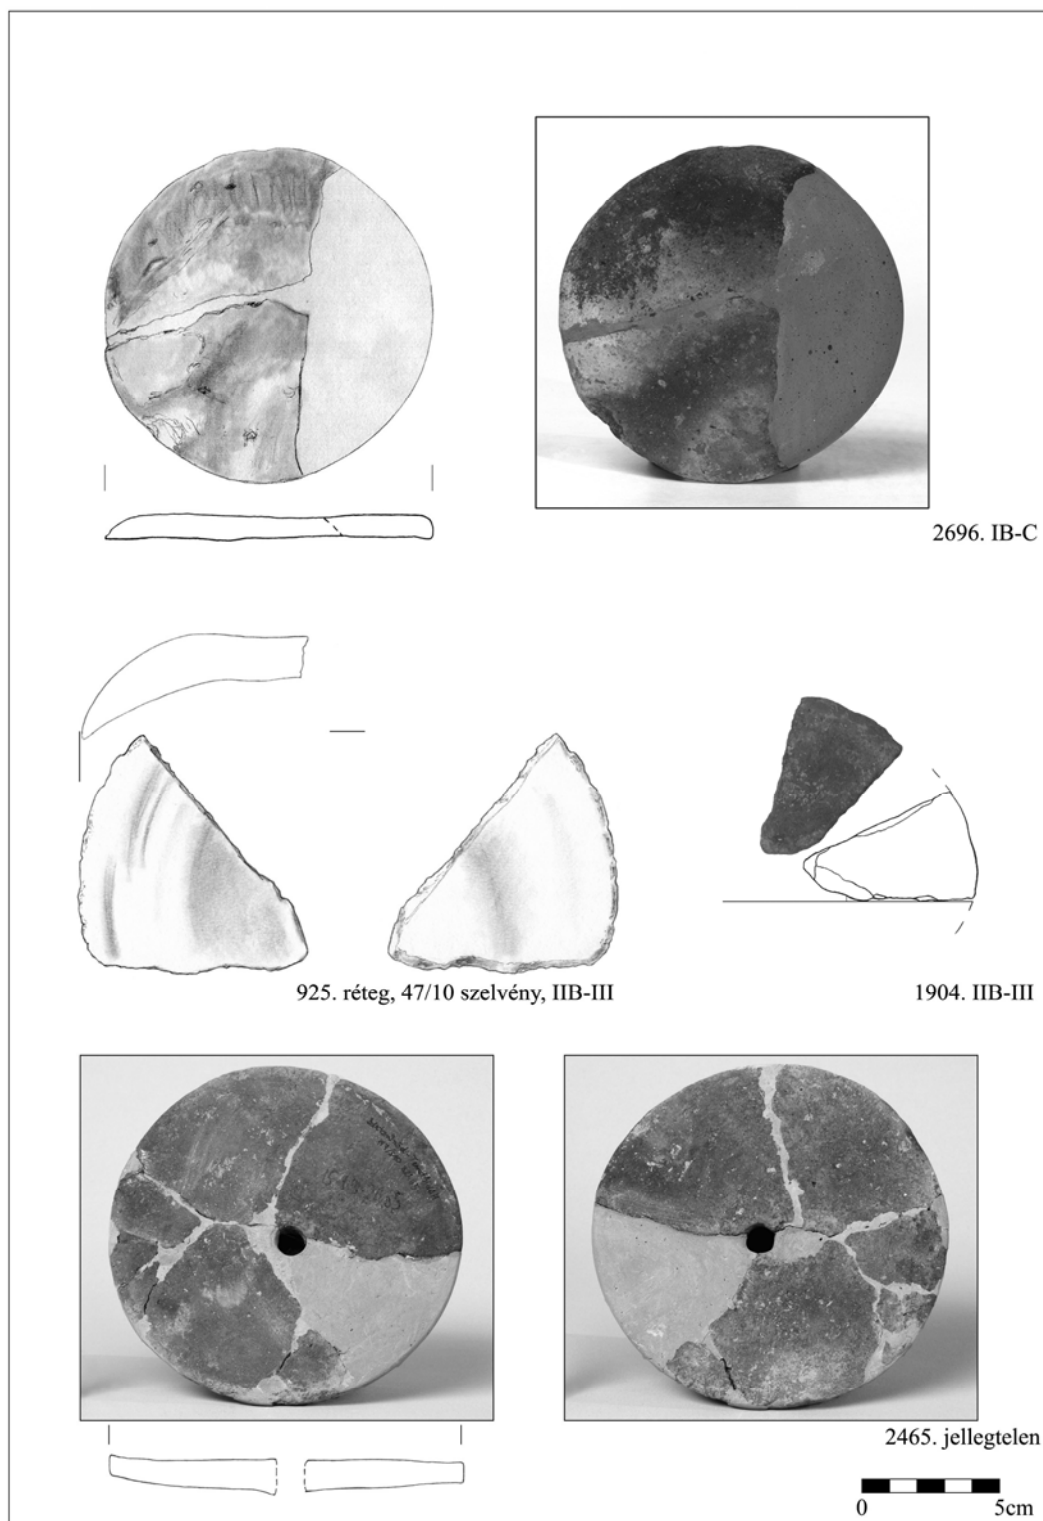 2696. IB-C
925. réteg, 47/10 szelvény, IIB-III
1904. IIB-III
2465. jellegtelen
0 5cm